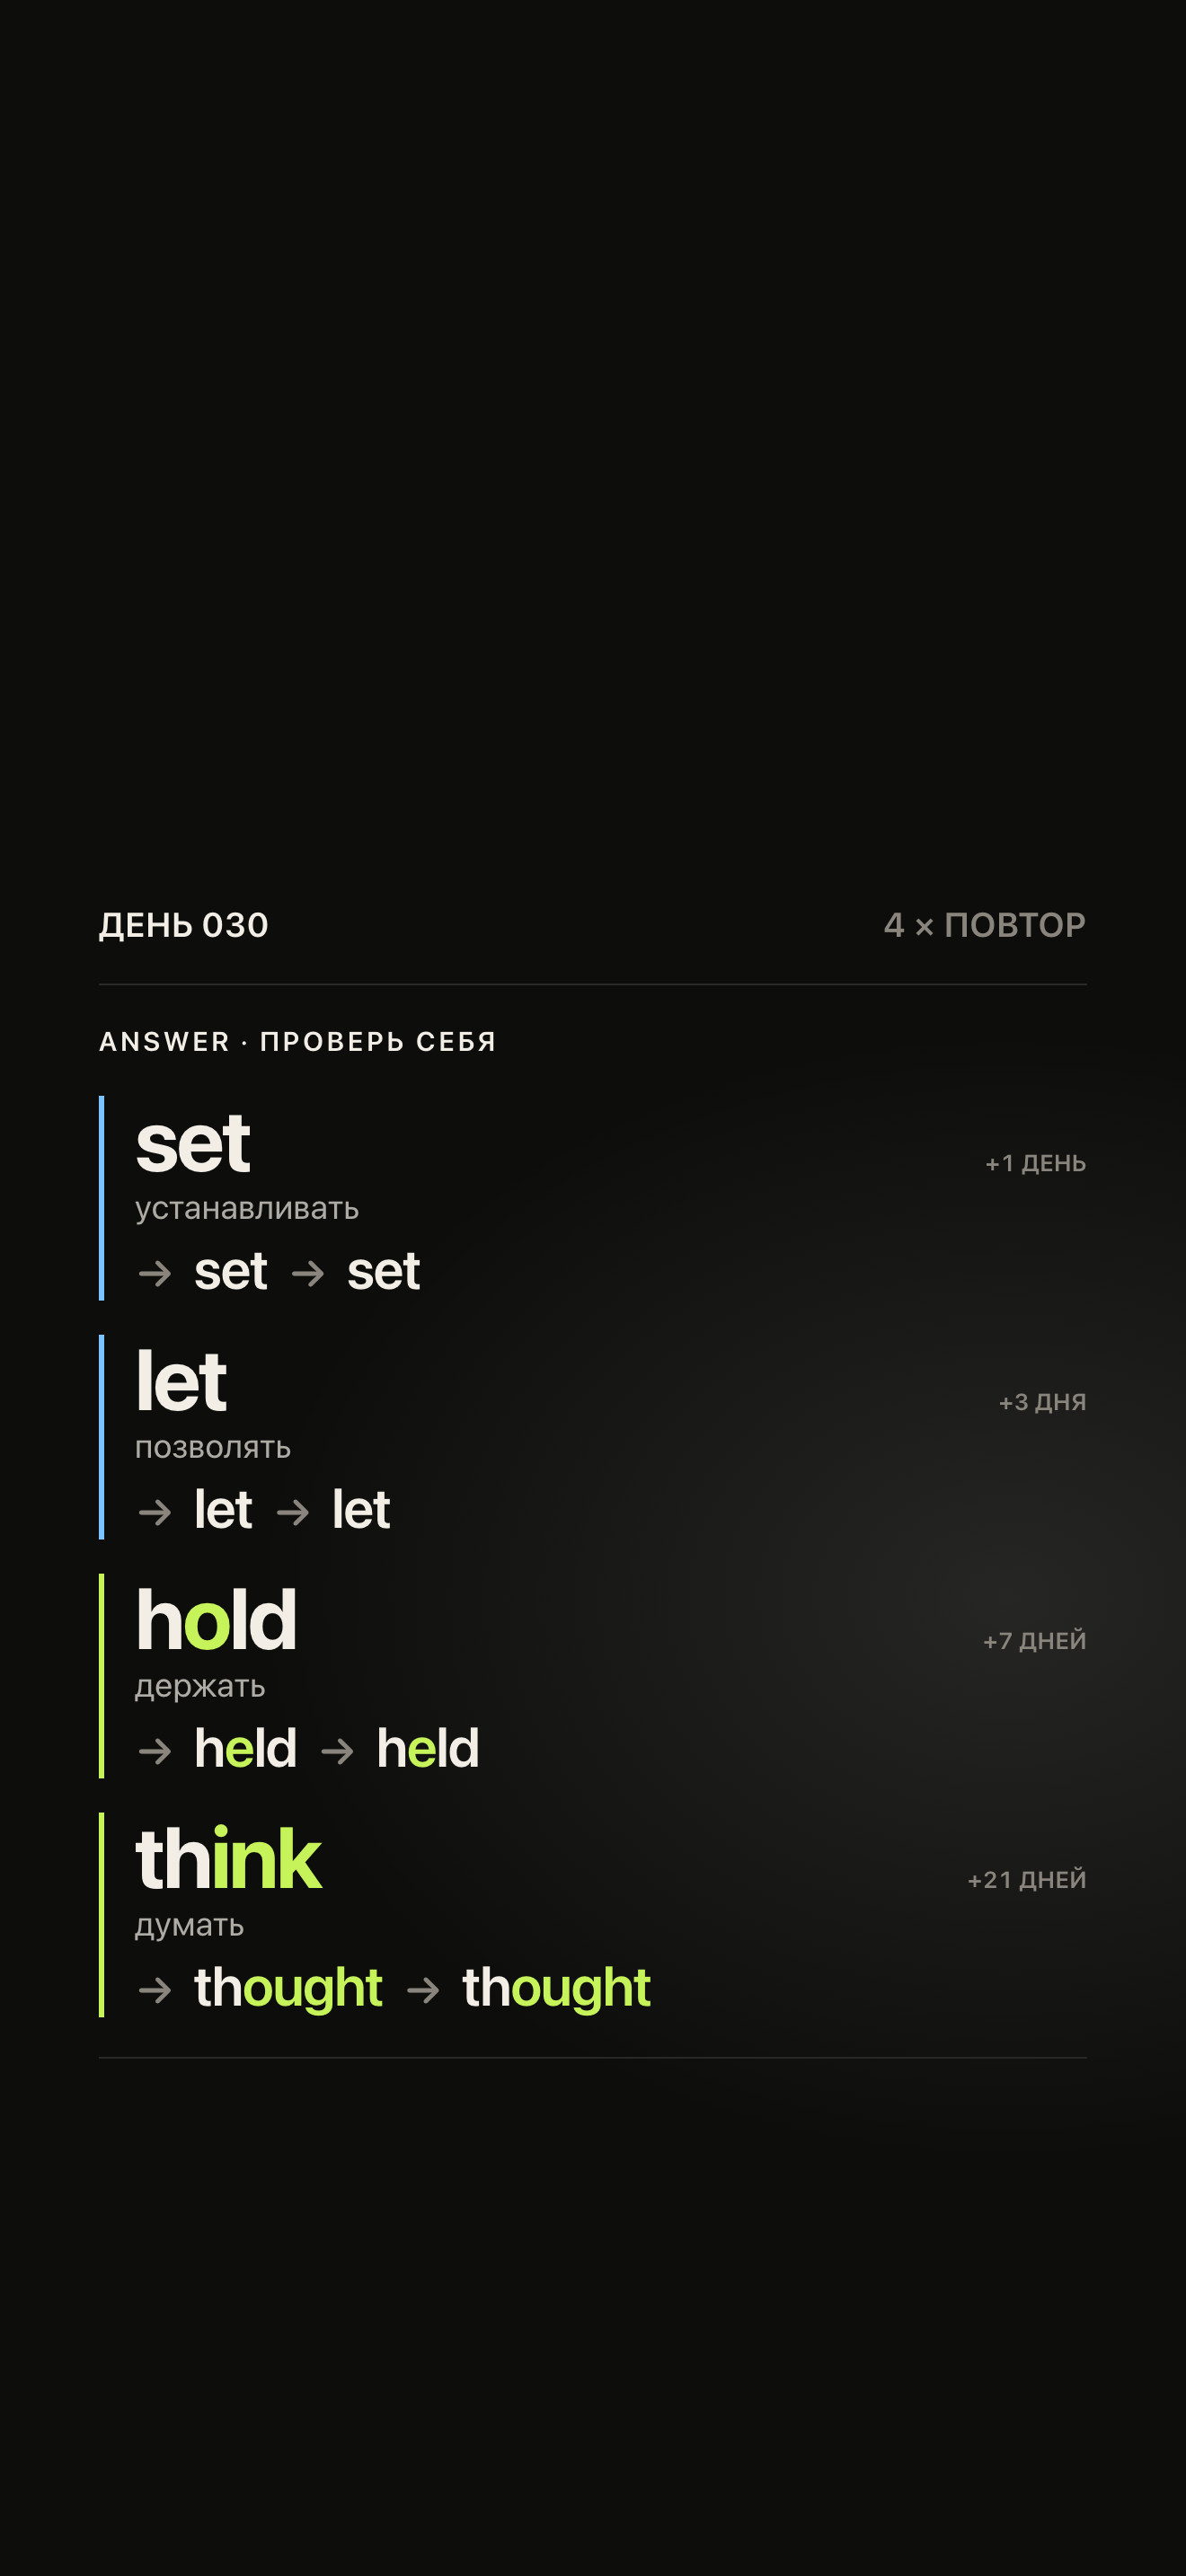 ДЕНЬ 030 4 × ПОВТОР
ANSWER · ПРОВЕРЬ СЕБЯ
set
+1 ДЕНЬ
устанавливать
→ set → set
let
+3 ДНЯ
позволять
→ let → let
hold
+7 ДНЕЙ
держать
→ held → held
think
+21 ДНЕЙ
думать
→ thought → thought